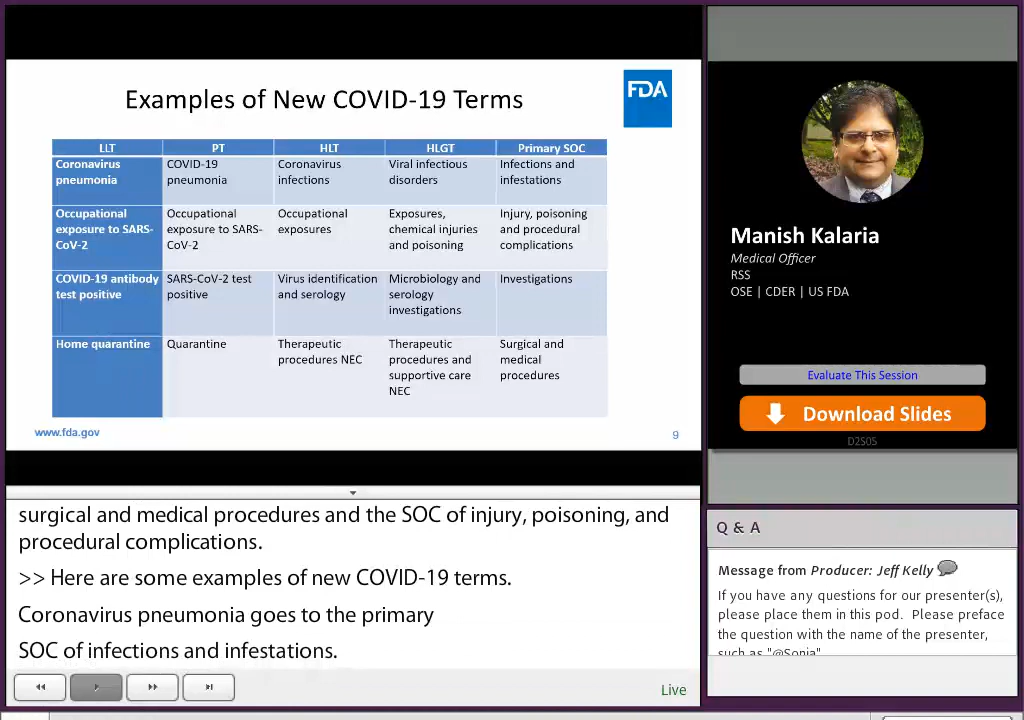 FDA
Examples of New COVID-19 Terms
LLT PT HLT HLGT Primary SOC
Coronavirus pneumonia COVID-19 pneumonia Coronavirus infections Viral infectious disorders Infections and infestations
Occupational exposure to SARS-CoV-2 Occupational exposure to SARS-CoV-2 Occupational exposures Exposures, chemical injuries and poisoning Injury, poisoning and procedural complications
COVID-19 antibody test positive SARS-CoV-2 test positive Virus identification and serology Microbiology and serology investigations Investigations
Home quarantine Quarantine Therapeutic procedures NEC Therapeutic procedures and supportive care NEC Surgical and medical procedures
www.fda.gov
9
surgical and medical procedures and the SOC of injury, poisoning, and
procedural complications.
>> Here are some examples of new COVID-19 terms.
Coronavirus pneumonia goes to the primary
SOC of infections and infestations.
Live
Manish Kalaria
Medical Officer
RSS
OSE | CDER | US FDA
Evaluate This Session
Download Slides
D2S05
Q & A
Message from Producer: Jeff Kelly
If you have any questions for our presenter(s),
please place them in this pod. Please preface
the question with the name of the presenter,
such as "@Sonja"